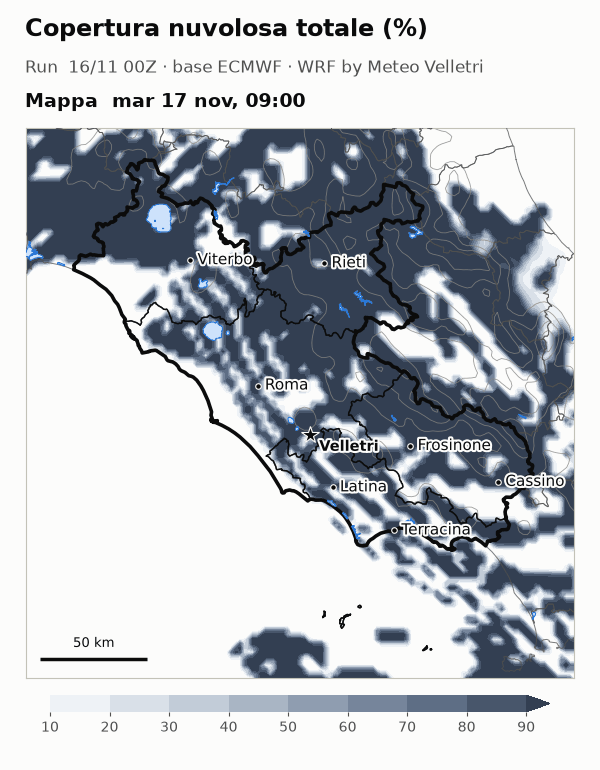 Copertura nuvolosa totale (%)
Run  16/11 00Z · base ECMWF · WRF by Meteo Velletri
Mappa  mar 17 nov, 09:00
Viterbo
Rieti
Roma
Velletri
Frosinone
Cassino
Latina
Terracina
50 km
10 20 30 40 50 60 70 80 90